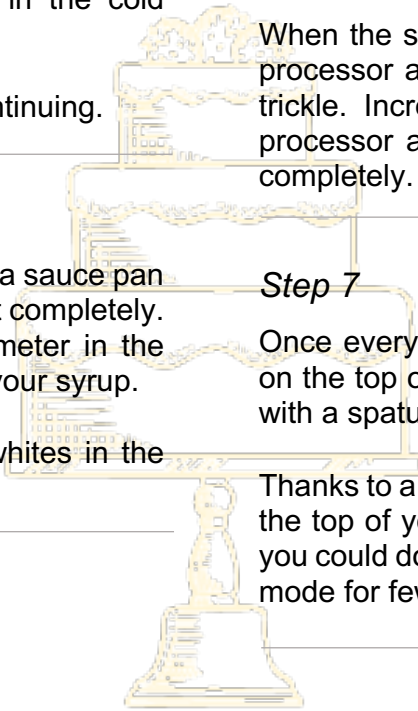 in the cold
ntinuing.
a sauce pan
t completely.
meter in the
your syrup.
whites in the
When the s
processor a
trickle. Incre
processor a
completely.
Step 7
Once every
on the top o
with a spatu
Thanks to a
the top of yo
you could do
mode for few